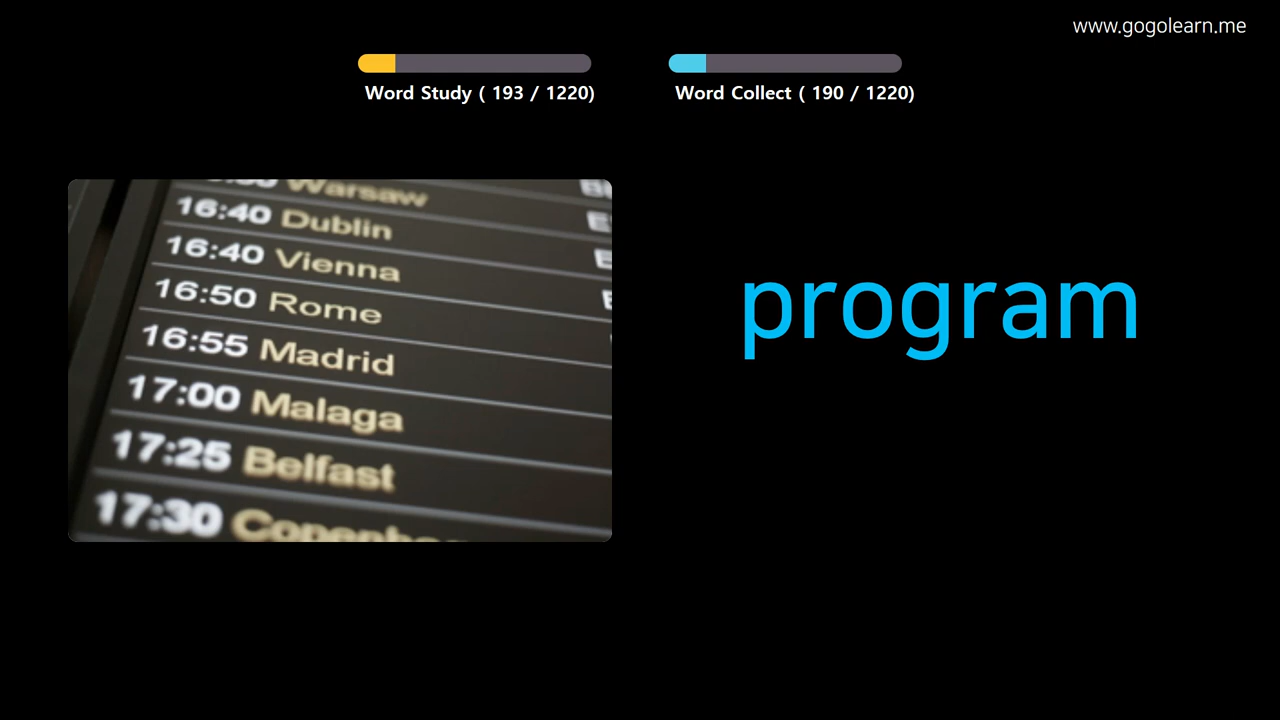 www.gogolearn.me
Word Study ( 193 / 1220)
Word Collect ( 190 / 1220)
Warsaw
16:40 Dublin
16:40 Vienna
16:50 Rome
16:55 Madrid
17:00 Malaga
17:25 Belfast
17:30
program